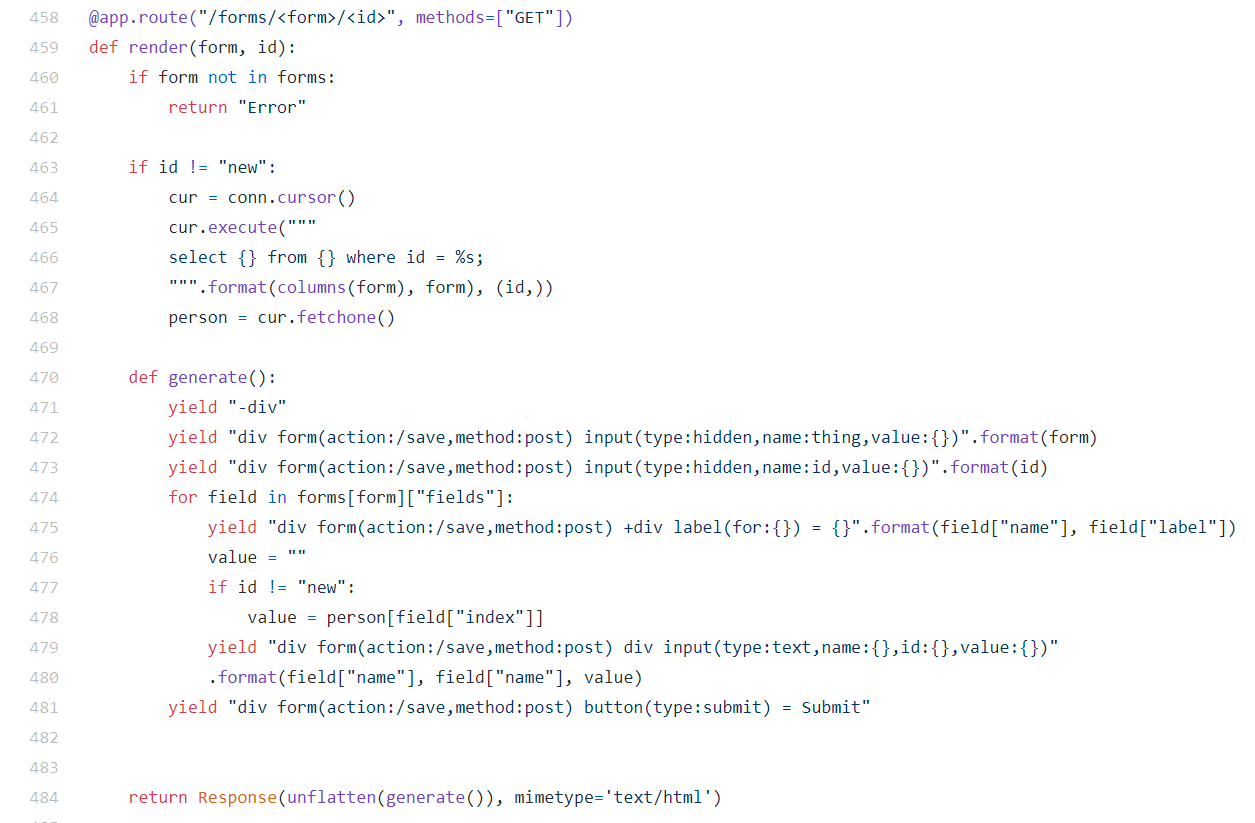 458 @app.route("/forms/<form>/<id>", methods=["GET"])
459 def render(form, id):
460     if form not in forms:
461         return "Error"
462
463     if id != "new":
464         cur = conn.cursor()
465         cur.execute("""
466         select {} from {} where id = %s;
467         """.format(columns(form), form), (id,))
468         person = cur.fetchone()
469
470     def generate():
471         yield "-div"
472         yield "div form(action:/save,method:post) input(type:hidden,name:thing,value:{})".format(form)
473         yield "div form(action:/save,method:post) input(type:hidden,name:id,value:{})".format(id)
474         for field in forms[form]["fields"]:
475             yield "div form(action:/save,method:post) +div label(for:{}) = {}".format(field["name"], field["label"])
476             value = ""
477             if id != "new":
478                 value = person[field["index"]]
479             yield "div form(action:/save,method:post) div input(type:text,name:{},id:{},value:{})"
480             .format(field["name"], field["name"], value)
481         yield "div form(action:/save,method:post) button(type:submit) = Submit"
482
483
484     return Response(unflatten(generate()), mimetype='text/html')